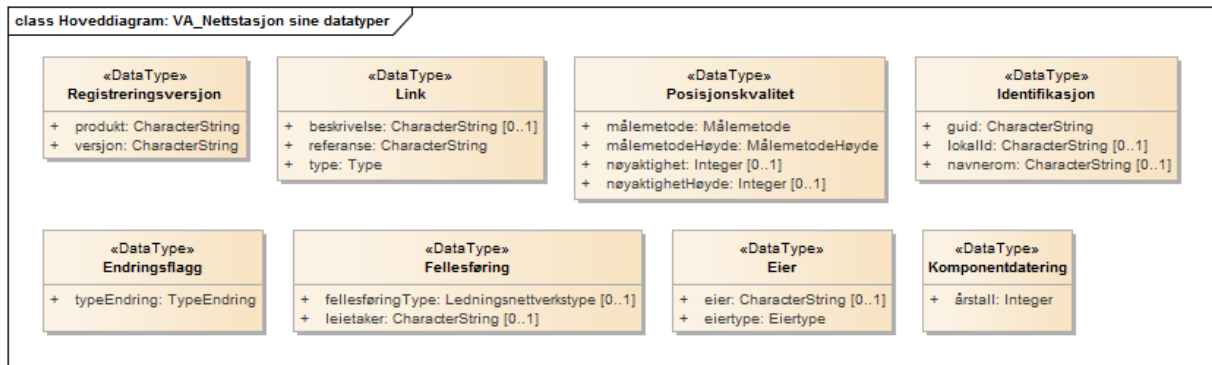 class Hoveddiagram: VA_Nettstasjon sine datatyper
«DataType»
Registreringsversjon
+ produkt: CharacterString
+ versjon: CharacterString
«DataType»
Link
+ beskrivelse: CharacterString [0..1]
+ referanse: CharacterString
+ type: Type
«DataType»
Posisjonskvalitet
+ målemetode: Målemetode
+ målemetodeHøyde: MålemetodeHøyde
+ nøyaktighet: Integer [0..1]
+ nøyaktighetHøyde: Integer [0..1]
«DataType»
Identifikasjon
+ guid: CharacterString
+ lokalId: CharacterString [0..1]
+ navnerom: CharacterString [0..1]
«DataType»
Endringsflagg
+ typeEndring: TypeEndring
«DataType»
Fellesføring
+ fellesføringType: Ledningsnettverkstype [0..1]
+ leietaker: CharacterString [0..1]
«DataType»
Eier
+ eier: CharacterString [0..1]
+ eiertype: Eiertype
«DataType»
Komponentdatering
+ årstall: Integer